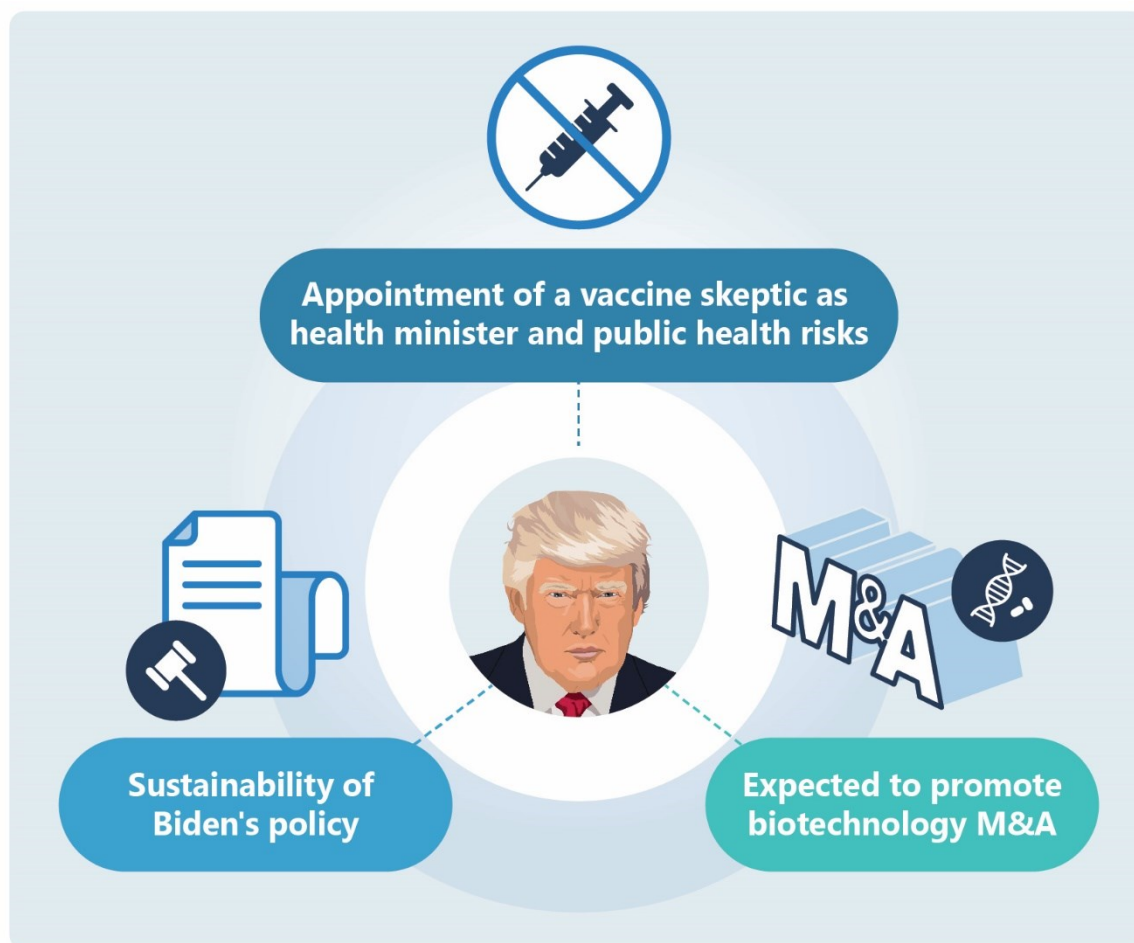 Appointment of a vaccine skeptic as
health minister and public health risks
M&A
Sustainability of
Biden's policy
Expected to promote
biotechnology M&A